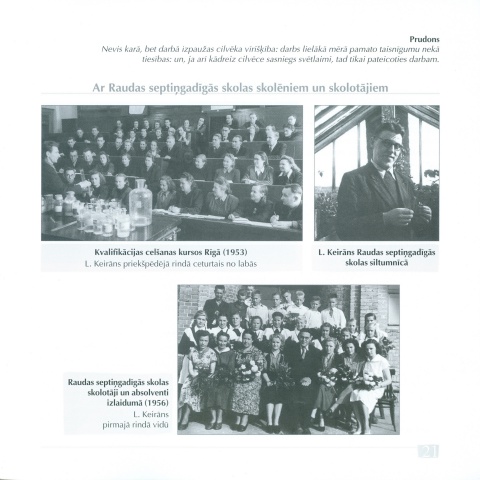 Prudons
Nevis karā, bet darbā izpaužas cilvēka vīrišķība: darbs lielākā mērā pamato taisnīgumu nekā
tiesības; un, ja arī kādreiz cilvēce sasniegs svētlaimi, tad tikai pateicoties darbam.
Ar Raudas septiņgadīgās skolas skolēniem un skolotājiem
Kvalifikācijas celšanas kursos Rīgā (1953)
L. Keirāns priekšpēdējā rindā ceturtais no labās
L. Keirāns Raudas septiņgadīgās
skolas siltumnīcā
Raudas septiņgadīgās skolas
skolotāji un absolventi
izlaidumā (1956)
L. Keirāns
pirmajā rindā vidū
21